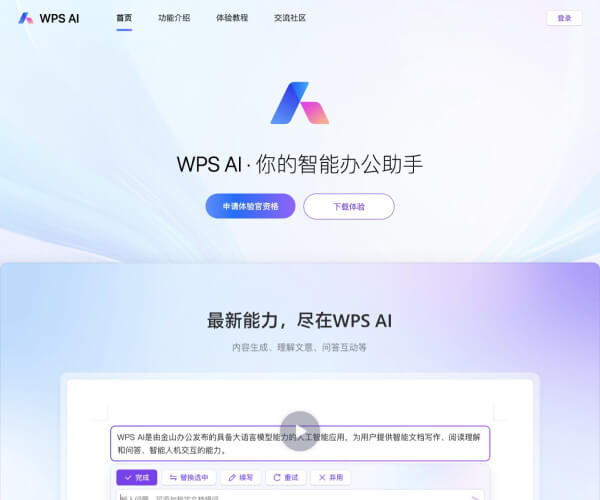 WPS AI 首页 功能介绍 体验教程 交流社区 登录
WPS AI · 你的智能办公助手
申请体验官资格 下载体验
最新能力，尽在WPS AI
内容生成、理解文意、问答互动等
WPS AI是由金山办公发布的具备大语言模型能力的人工智能应用，为用户提供智能文档写作、阅读理解
和问答、智能人机交互的能力。
完成 替换选中 续写 重试 弃用